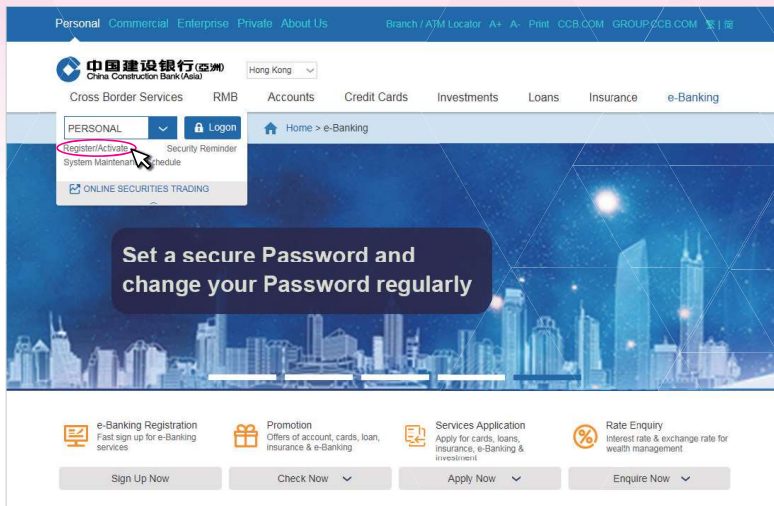 Personal Commercial Enterprise Private About Us Branch / ATM Locator A+ A- Print CCB.COM GROUP.CCB.COM 繁 | 简
中国建设银行(亞洲)
China Construction Bank (Asia)
Hong Kong
Cross Border Services RMB Accounts Credit Cards Investments Loans Insurance e-Banking
PERSONAL Logon Home > e-Banking
Register/Activate Security Reminder
System Maintenance Schedule
ONLINE SECURITIES TRADING
Set a secure Password and
change your Password regularly
e-Banking Registration
Fast sign up for e-Banking
services
Sign Up Now
Promotion
Offers of account, cards, loan,
insurance & e-Banking
Check Now
Services Application
Apply for cards, loans,
insurance, e-Banking &
investment
Apply Now
Rate Enquiry
Interest rate & exchange rate for
wealth management
Enquire Now